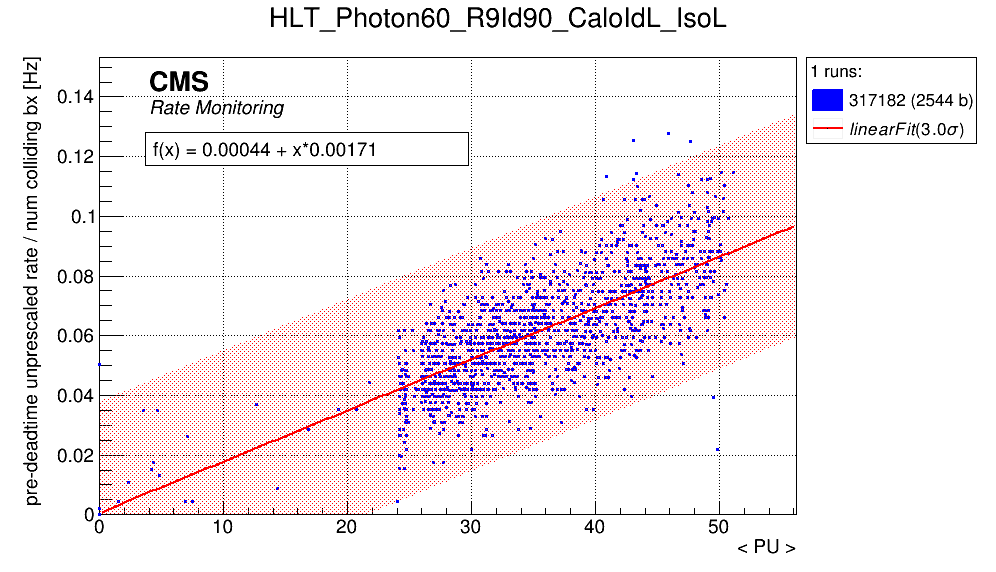 HLT_Photon60_R9Id90_CaloIdL_IsoL
pre-deadtime unprescaled rate / num colliding bx [Hz]
CMS
Rate Monitoring
f(x) = 0.00044 + x*0.00171
0.14
0.12
0.1
0.08
0.06
0.04
0.02
0
0 10 20 30 40 50
< PU >
1 runs:
317182 (2544 b)
linearFit(3.0σ)